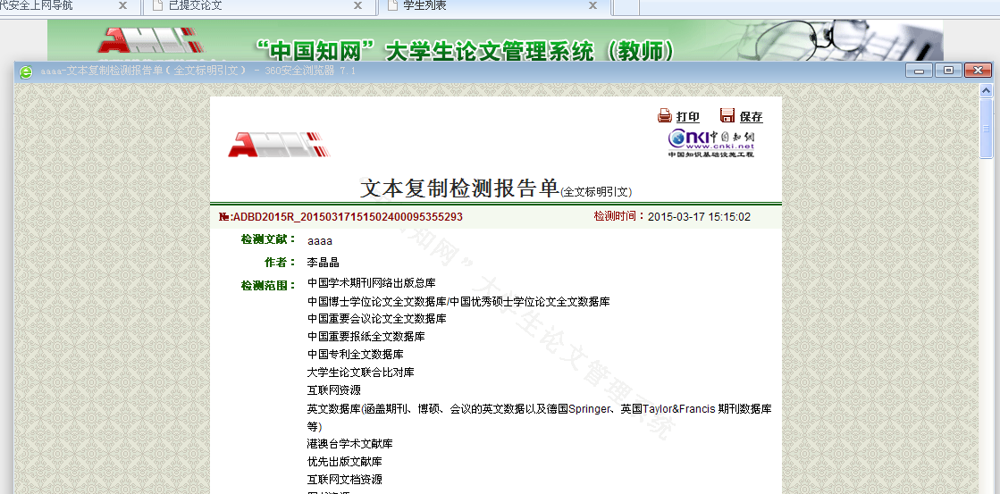 代安全上网导航
已提交论文
学生列表
“中国知网”大学生论文管理系统（教师）
aaaa-文本复制检测报告单(全文标明引文) - 360安全浏览器 7.1
打印
保存
cnki 中国知网
www.cnki.net
中国知识基础设施工程
文本复制检测报告单(全文标明引文)
№:ADBD2015R_20150317151502400095355293
检测时间：2015-03-17 15:15:02
检测文献： aaaa
作者： 李晶晶
检测范围： 中国学术期刊网络出版总库
中国博士学位论文全文数据库/中国优秀硕士学位论文全文数据库
中国重要会议论文全文数据库
中国重要报纸全文数据库
中国专利全文数据库
大学生论文联合比对库
互联网资源
英文数据库(涵盖期刊、博硕、会议的英文数据以及德国Springer、英国Taylor&Francis 期刊数据库
等)
港澳台学术文献库
优先出版文献库
互联网文档资源
知网”大学生论文管理系统